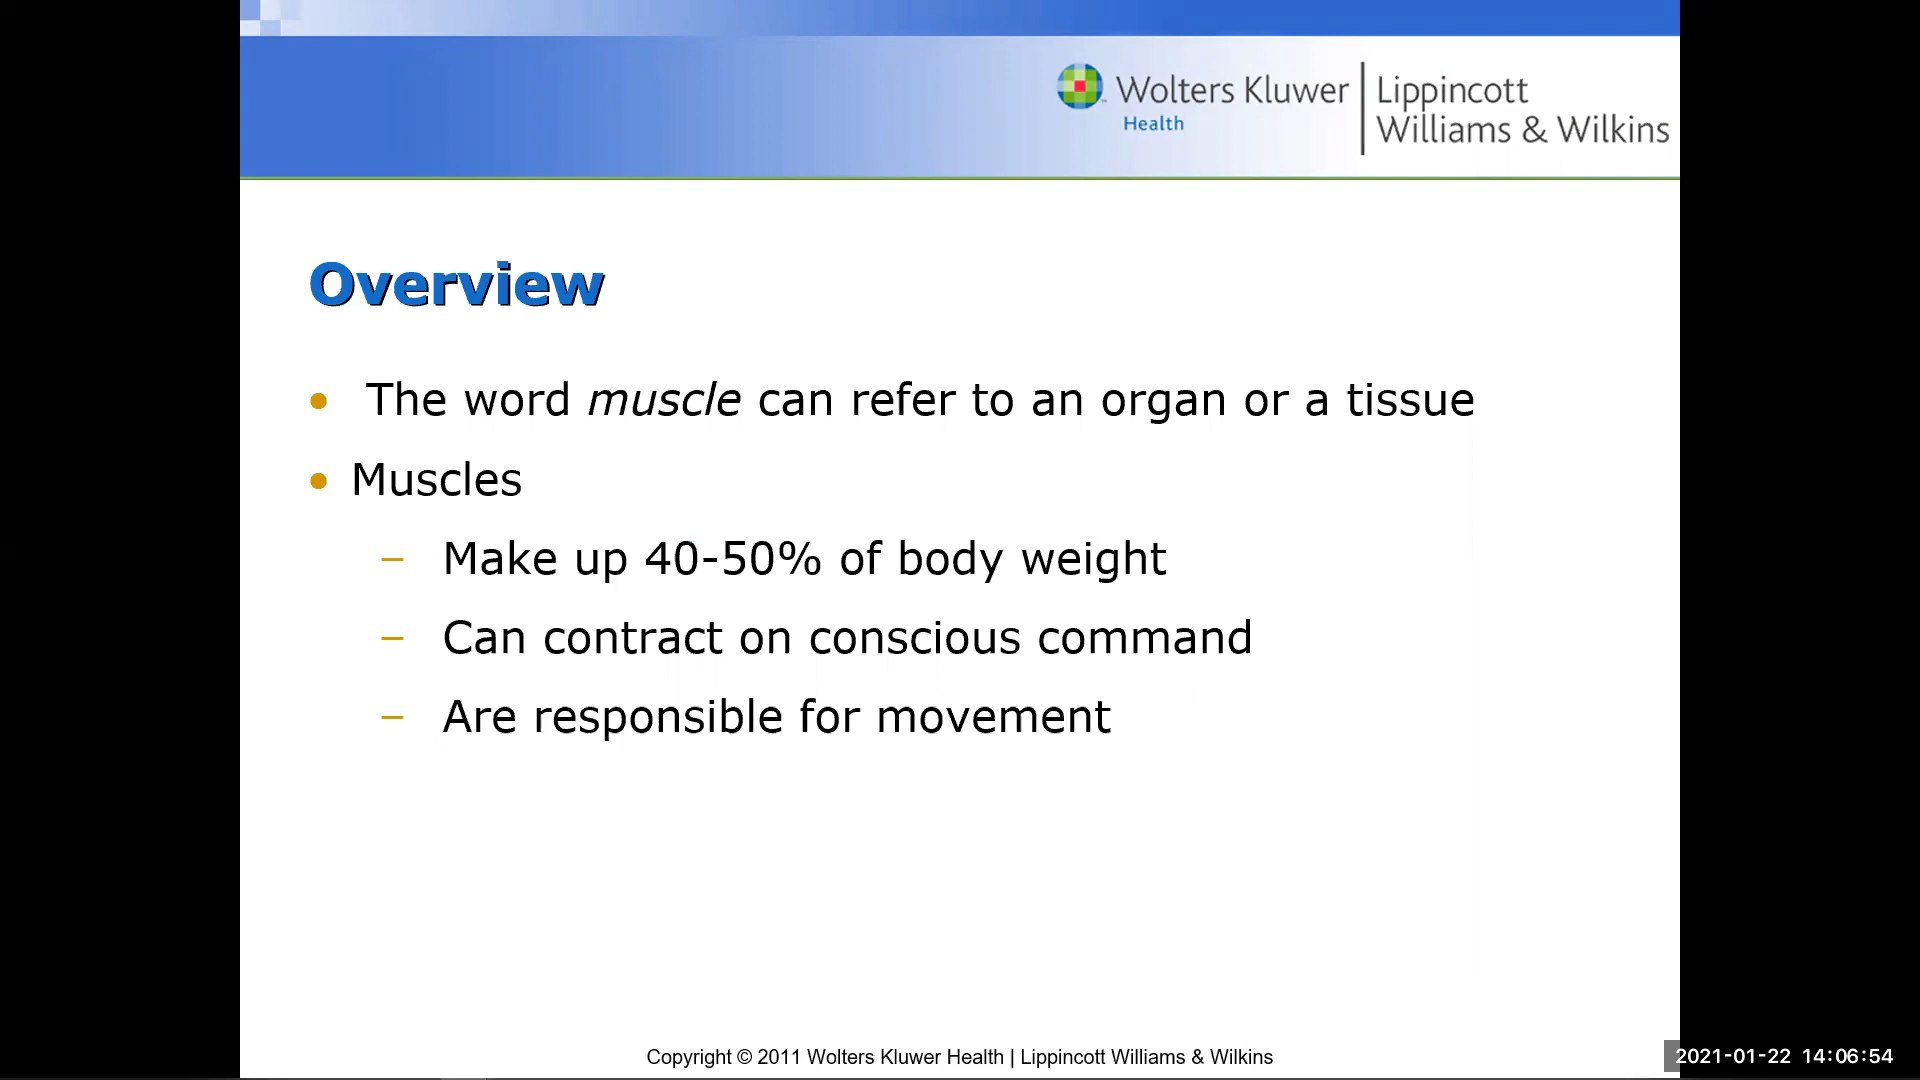 Wolters Kluwer
Health
Lippincott
Williams & Wilkins
Overview
• The word muscle can refer to an organ or a tissue
• Muscles
– Make up 40-50% of body weight
– Can contract on conscious command
– Are responsible for movement
Copyright © 2011 Wolters Kluwer Health | Lippincott Williams & Wilkins
2021-01-22 14:06:54